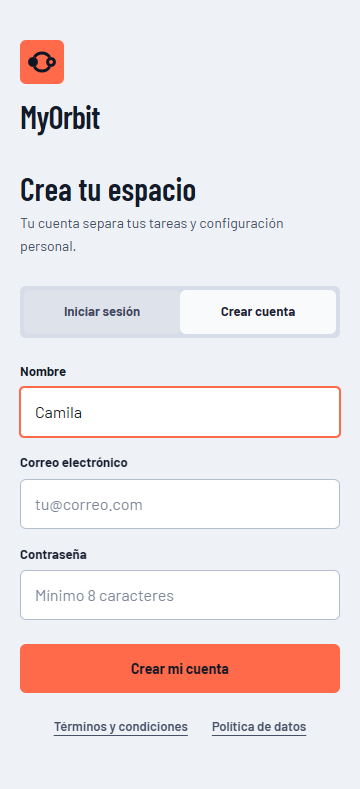 MyOrbit
Crea tu espacio
Tu cuenta separa tus tareas y configuración
personal.
Iniciar sesión
Crear cuenta
Nombre
Camila
Correo electrónico
tu@correo.com
Contraseña
Mínimo 8 caracteres
Crear mi cuenta
Términos y condiciones
Política de datos